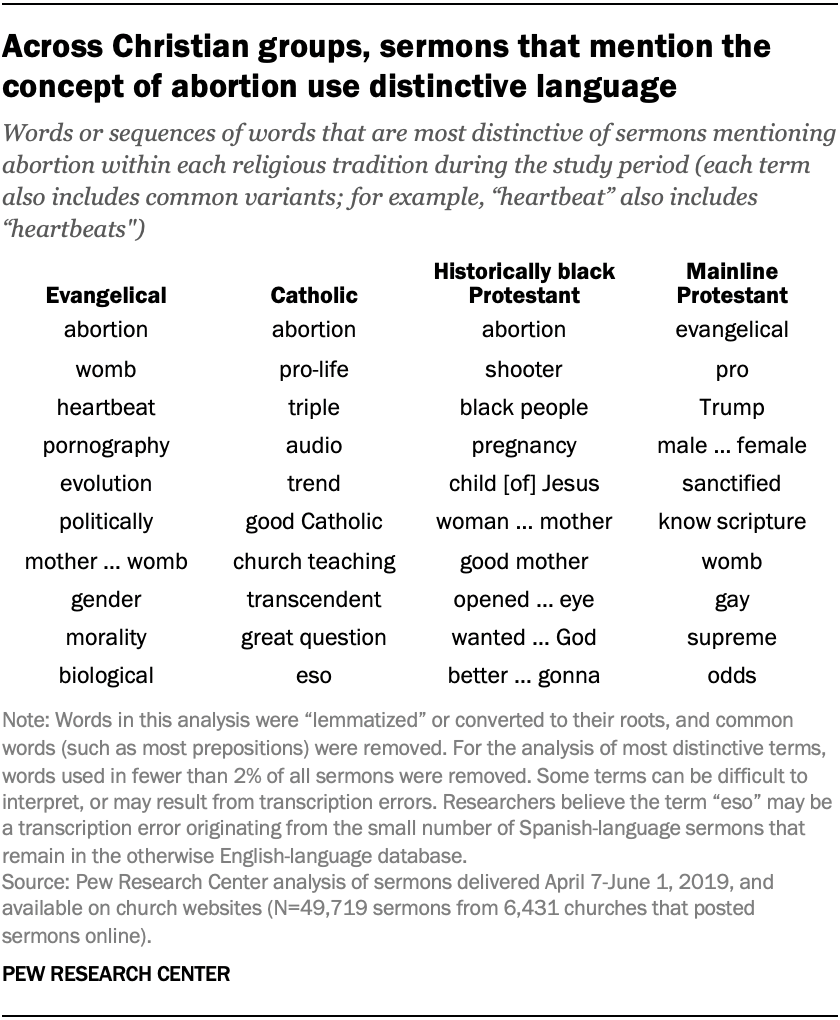 Across Christian groups, sermons that mention the
concept of abortion use distinctive language
Words or sequences of words that are most distinctive of sermons mentioning
abortion within each religious tradition during the study period (each term
also includes common variants; for example, “heartbeat” also includes
“heartbeats")
Evangelical Catholic Historically black Protestant Mainline Protestant
abortion abortion abortion evangelical
womb pro-life shooter pro
heartbeat triple black people Trump
pornography audio pregnancy male ... female
evolution trend child [of] Jesus sanctified
politically good Catholic woman ... mother know scripture
mother ... womb church teaching good mother womb
gender transcendent opened ... eye gay
morality great question wanted ... God supreme
biological eso better ... gonna odds
Note: Words in this analysis were “lemmatized” or converted to their roots, and common
words (such as most prepositions) were removed. For the analysis of most distinctive terms,
words used in fewer than 2% of all sermons were removed. Some terms can be difficult to
interpret, or may result from transcription errors. Researchers believe the term “eso” may be
a transcription error originating from the small number of Spanish-language sermons that
remain in the otherwise English-language database.
Source: Pew Research Center analysis of sermons delivered April 7-June 1, 2019, and
available on church websites (N=49,719 sermons from 6,431 churches that posted
sermons online).
PEW RESEARCH CENTER